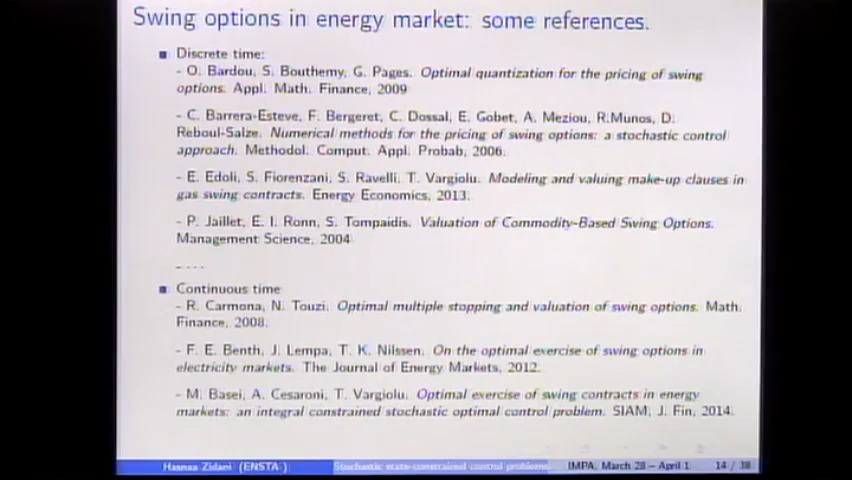 Swing options in energy market: some references.
Discrete time:
- O. Bardou, S. Bouthemy, G. Pages. Optimal quantization for the pricing of swing
options. Appl. Math. Finance, 2009
- C. Barrera-Esteve, F. Bergeret, C. Dossal, E. Gobet, A. Meziou, R.Munos, D.
Reboul-Salze. Numerical methods for the pricing of swing options: a stochastic control
approach. Methodol. Comput. Appl. Probab, 2006.
- E. Edoli, S. Fiorenzani, S. Ravelli, T. Vargiolu. Modeling and valuing make-up clauses in
gas swing contracts. Energy Economics, 2013.
- P. Jaillet, E. I. Ronn, S. Tompaidis. Valuation of Commodity-Based Swing Options.
Management Science, 2004
- ...
Continuous time
- R. Carmona, N. Touzi. Optimal multiple stopping and valuation of swing options. Math.
Finance, 2008.
- F. E. Benth, J. Lempa, T. K. Nilssen. On the optimal exercise of swing options in
electricity markets. The Journal of Energy Markets, 2012.
- M. Basei, A. Cesaroni, T. Vargiolu. Optimal exercise of swing contracts in energy
markets: an integral constrained stochastic optimal control problem. SIAM, J. Fin, 2014.
Hasnaa Zidani (ENSTA ) Stochastic state-constrained control problems IMPA, March 28 – April 1 14 / 38